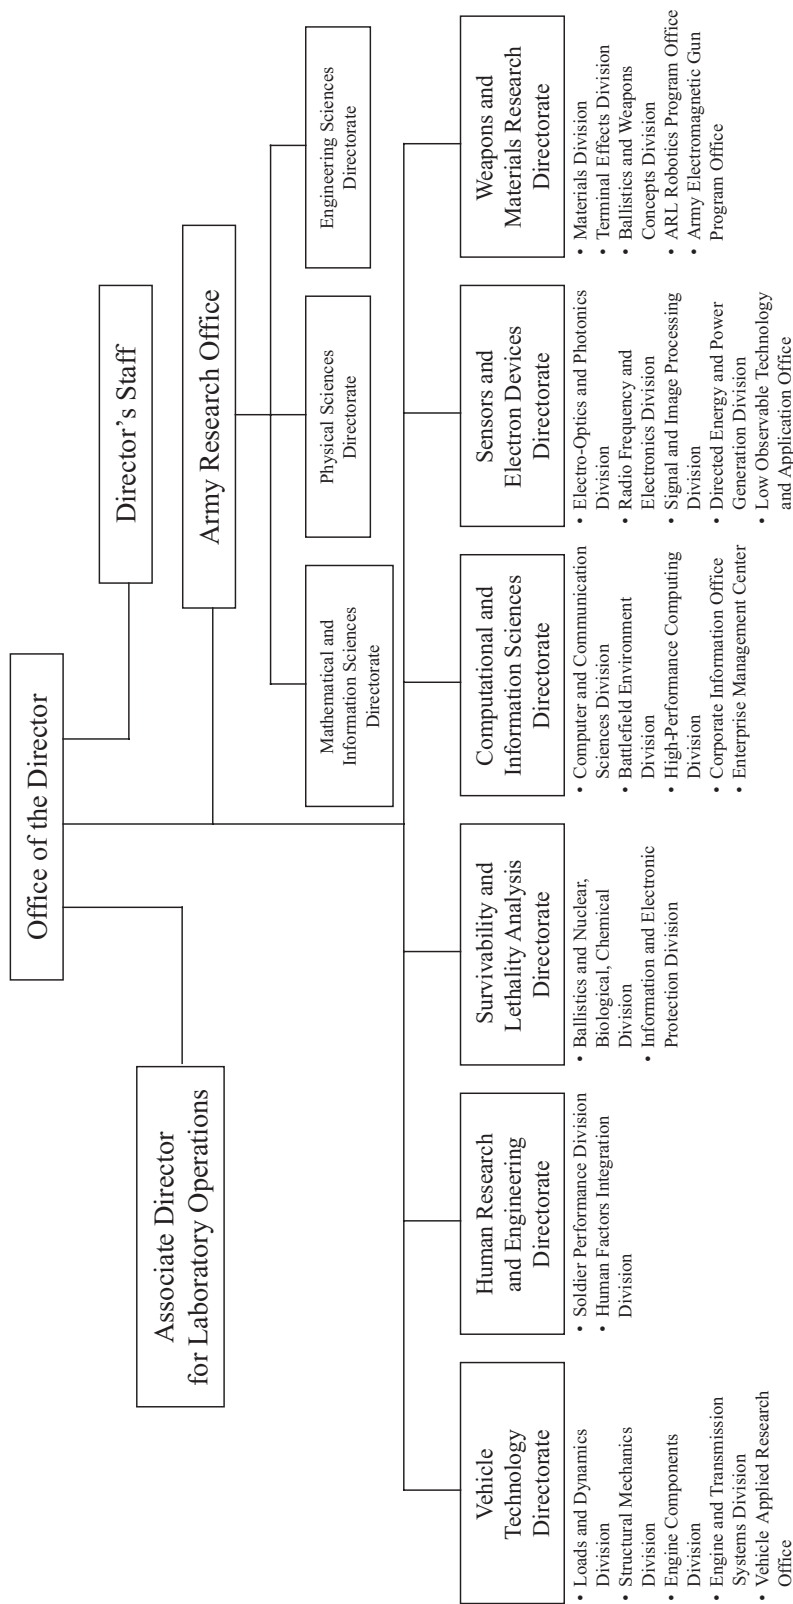 Office of the Director
Director’s Staff
Associate Director
for Laboratory Operations
Army Research Office
Mathematical and
Information Sciences
Directorate
Physical Sciences
Directorate
Engineering Sciences
Directorate
Vehicle
Technology
Directorate
• Loads and Dynamics
Division
• Structural Mechanics
Division
• Engine Components
Division
• Engine and Transmission
Systems Division
• Vehicle Applied Research
Office
Human Research
and Engineering
Directorate
• Soldier Performance Division
• Human Factors Integration
Division
Survivability and
Lethality Analysis
Directorate
• Ballistics and Nuclear,
Biological, Chemical
Division
• Information and Electronic
Protection Division
Computational and
Information Sciences
Directorate
• Computer and Communication
Sciences Division
• Battlefield Environment
Division
• High-Performance Computing
Division
• Corporate Information Office
• Enterprise Management Center
Sensors and
Electron Devices
Directorate
• Electro-Optics and Photonics
Division
• Radio Frequency and
Electronics Division
• Signal and Image Processing
Division
• Directed Energy and Power
Generation Division
• Low Observable Technology
and Application Office
Weapons and
Materials Research
Directorate
• Materials Division
• Terminal Effects Division
• Ballistics and Weapons
Concepts Division
• ARL Robotics Program Office
• Army Electromagnetic Gun
Program Office